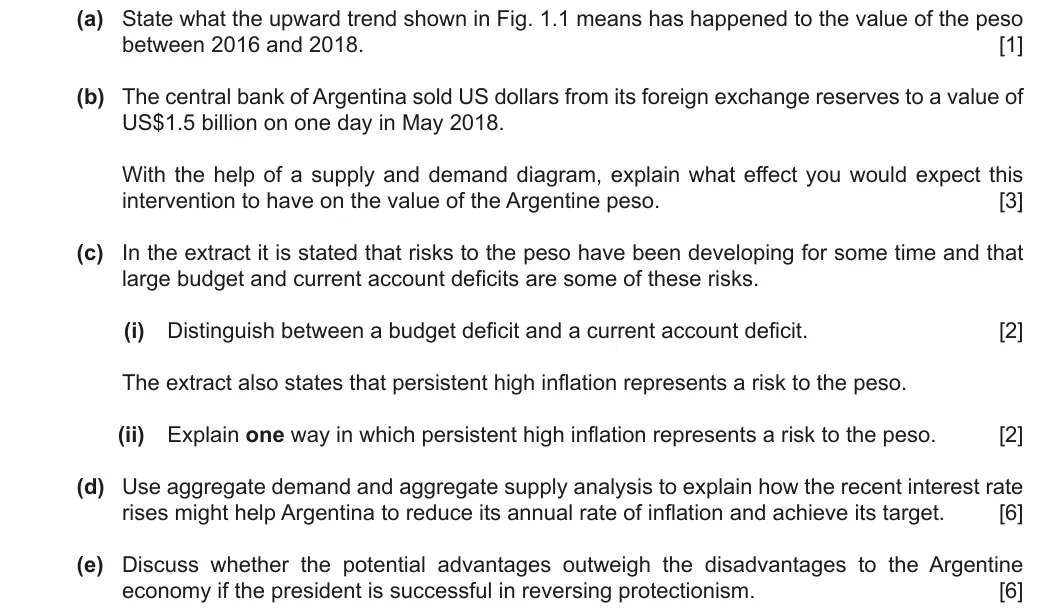 (a) State what the upward trend shown in Fig. 1.1 means has happened to the value of the peso
between 2016 and 2018. [1]
(b) The central bank of Argentina sold US dollars from its foreign exchange reserves to a value of
US$1.5 billion on one day in May 2018.
With the help of a supply and demand diagram, explain what effect you would expect this
intervention to have on the value of the Argentine peso. [3]
(c) In the extract it is stated that risks to the peso have been developing for some time and that
large budget and current account deficits are some of these risks.
(i) Distinguish between a budget deficit and a current account deficit. [2]
The extract also states that persistent high inflation represents a risk to the peso.
(ii) Explain one way in which persistent high inflation represents a risk to the peso. [2]
(d) Use aggregate demand and aggregate supply analysis to explain how the recent interest rate
rises might help Argentina to reduce its annual rate of inflation and achieve its target. [6]
(e) Discuss whether the potential advantages outweigh the disadvantages to the Argentine
economy if the president is successful in reversing protectionism. [6]